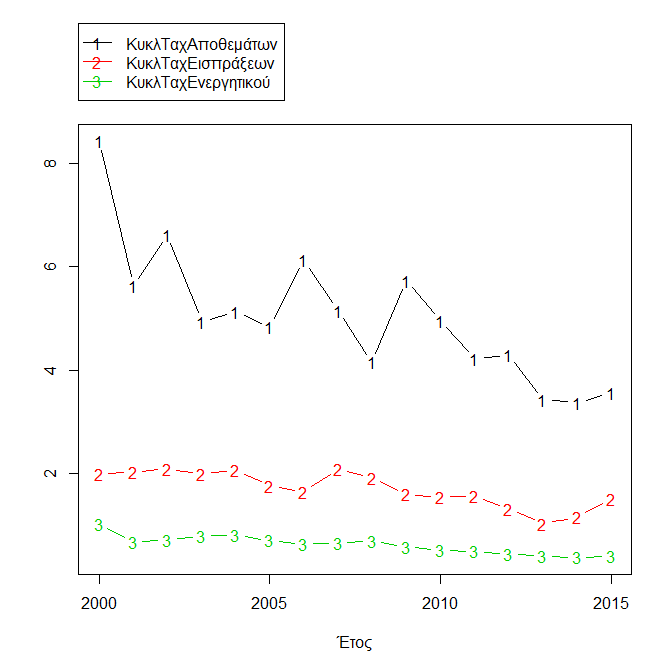 1 ΚυκλΤαχΑποθεμάτων
2 ΚυκλΤαχΕισπράξεων
3 ΚυκλΤαχΕνεργητικού
8
6
4
2
1 1 1 1 1 1 1 1 1 1 1 1 1 1 1 1
2 2 2 2 2 2 2 2 2 2 2 2 2 2 2 2
3 3 3 3 3 3 3 3 3 3 3 3 3 3 3 3
2000 2005 2010 2015
Έτος